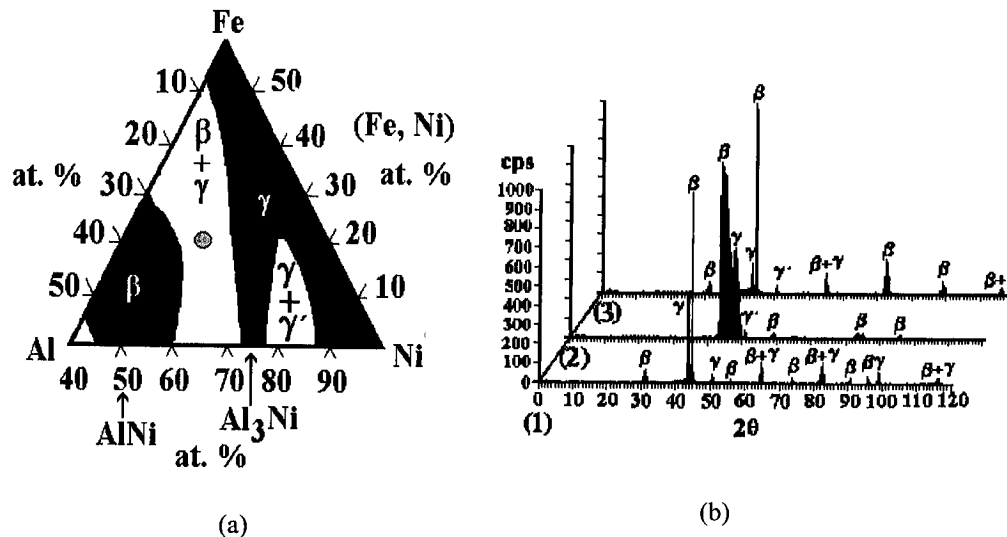 Fe
10 50
β + γ
20 40 (Fe, Ni)
at. % at. %
30 γ 30
40 20
50 β γ + γ´ 10
Al Ni
40 50 60 70 80 90
AlNi Al3Ni
at. %
(a)
β
cps β
1000 β
900
800
700
600 γ γ β+γ β
500 β γ´ β β+
400 (3)
300 γ
200 (2) γ´ β β β
100 β γ β β+γ β β+γ β βγ β+γ
0
0 10 20 30 40 50 60 70 80 90 100 110 120
(1) 2θ
(b)